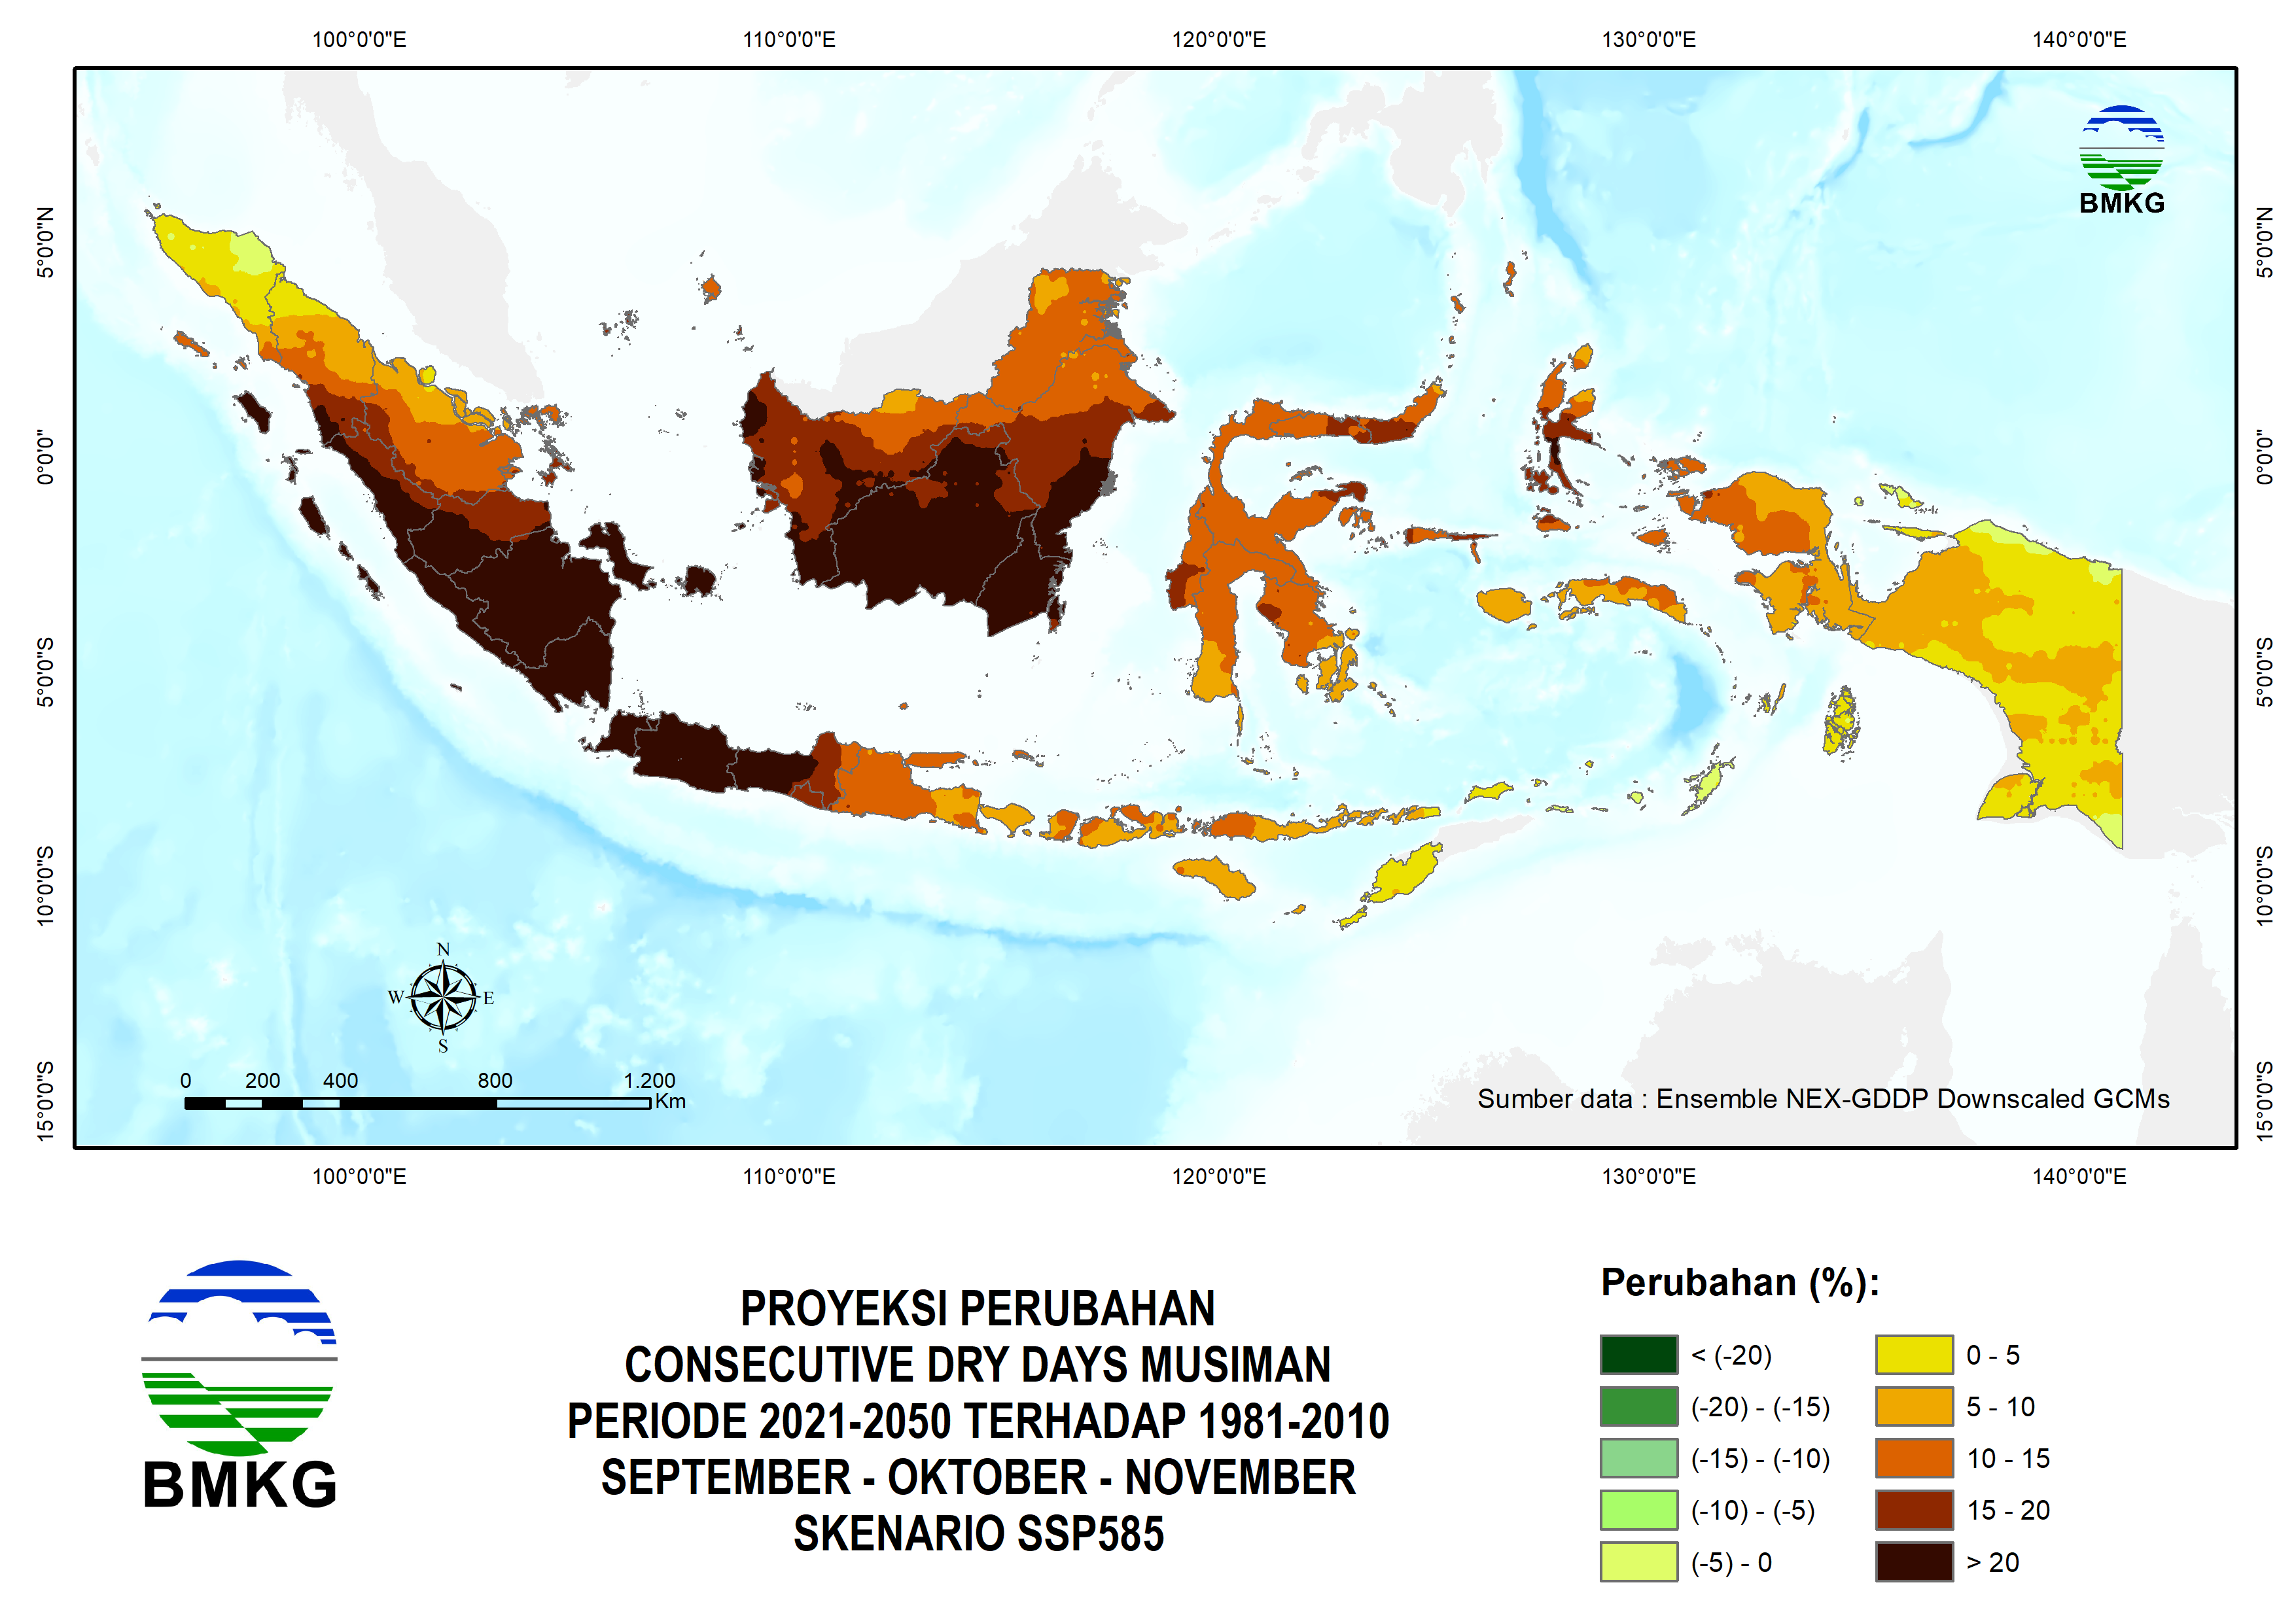 100°0'0"E 110°0'0"E 120°0'0"E 130°0'0"E 140°0'0"E
5°0'0"N
0°0'0"
5°0'0"S
10°0'0"S
15°0'0"S
5°0'0"N
0°0'0"
5°0'0"S
10°0'0"S
15°0'0"S
BMKG
N
W E
S
0 200 400 800 1.200
Km
Sumber data : Ensemble NEX-GDDP Downscaled GCMs
100°0'0"E 110°0'0"E 120°0'0"E 130°0'0"E 140°0'0"E
BMKG
PROYEKSI PERUBAHAN
CONSECUTIVE DRY DAYS MUSIMAN
PERIODE 2021-2050 TERHADAP 1981-2010
SEPTEMBER - OKTOBER - NOVEMBER
SKENARIO SSP585
Perubahan (%):
< (-20)
(-20) - (-15)
(-15) - (-10)
(-10) - (-5)
(-5) - 0
0 - 5
5 - 10
10 - 15
15 - 20
> 20